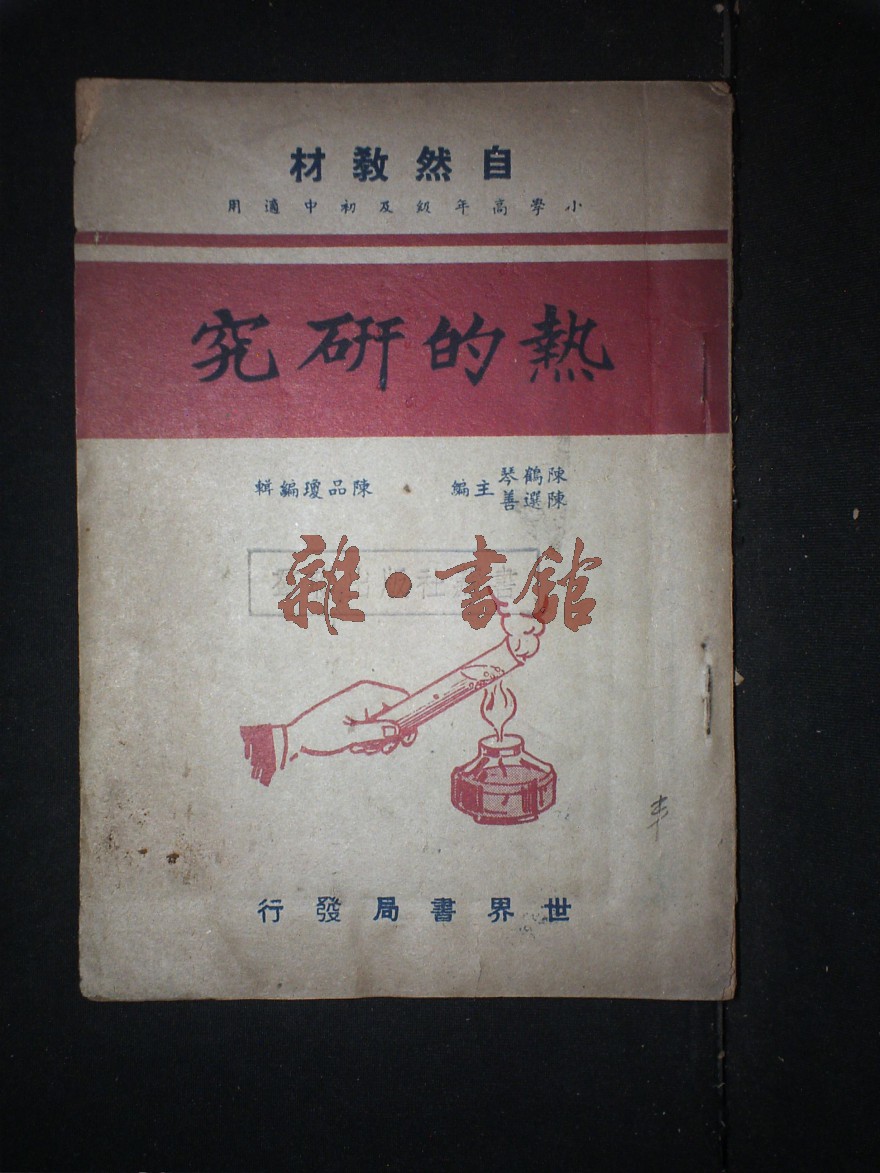 自然教材
小學高年級及初中適用
熱的研究
陳鶴琴
陳選善
主編
陳品瓊編輯
雜·書館
世界書局發行